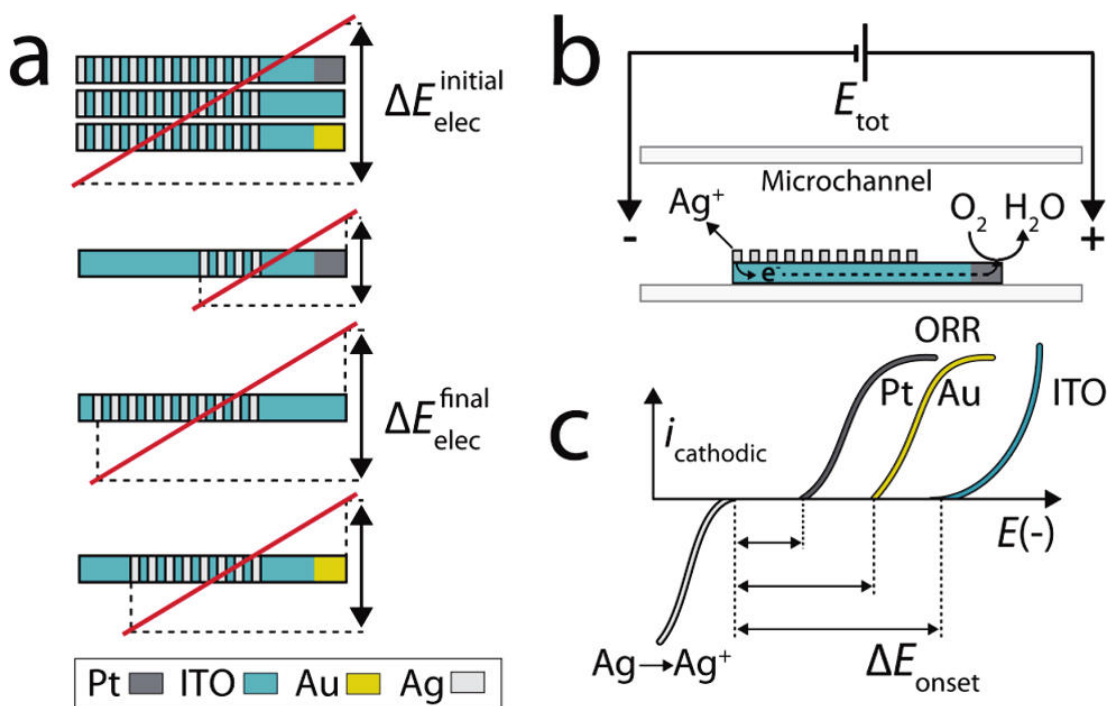 a
ΔE elec initial
ΔE elec final
Pt ITO Au Ag
b
E tot
Microchannel
Ag⁺
O₂ H₂O
- +
e⁻
c
ORR
Pt Au ITO
i cathodic
E(-)
Ag→Ag⁺
ΔE onset